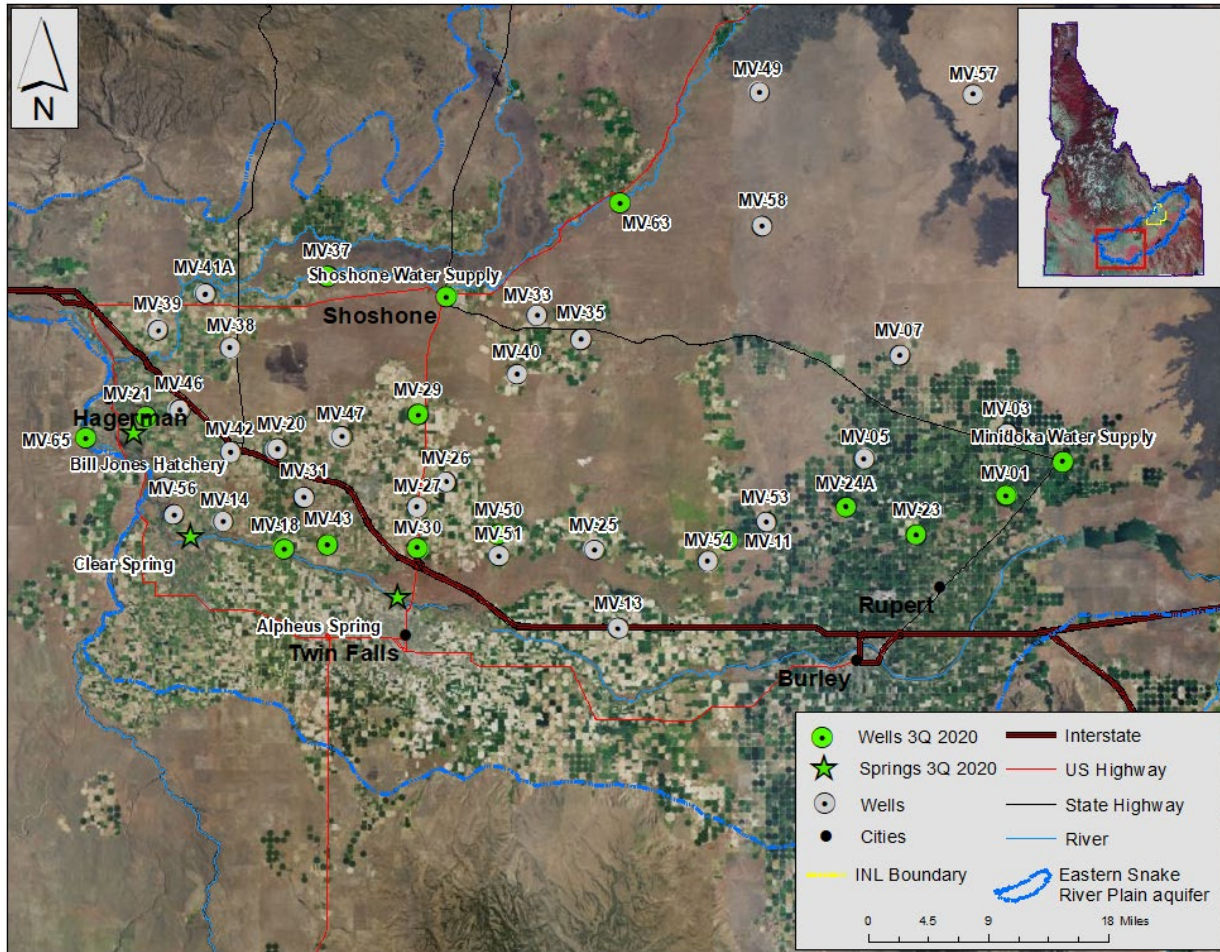 N
MV-49
MV-57
MV-58
MV-63
MV-37
Shoshone Water Supply
MV-41A
MV-39
MV-38
Shoshone
MV-33
MV-35
MV-07
MV-40
MV-46
MV-21
Hagerman
MV-29
MV-03
MV-65
MV-42
MV-20
MV-47
Minidoka Water Supply
Bill Jones Hatchery
MV-26
MV-05
MV-31
MV-27
MV-01
MV-56
MV-14
MV-50
MV-53
MV-24A
MV-18
MV-43
MV-30
MV-51
MV-25
MV-54
MV-11
MV-23
Clear Spring
MV-13
Rupert
Alpheus Spring
Twin Falls
Burley
Wells 3Q 2020
Springs 3Q 2020
Wells
Cities
INL Boundary
Interstate
US Highway
State Highway
River
Eastern Snake
River Plain aquifer
0 4.5 9 18 Miles